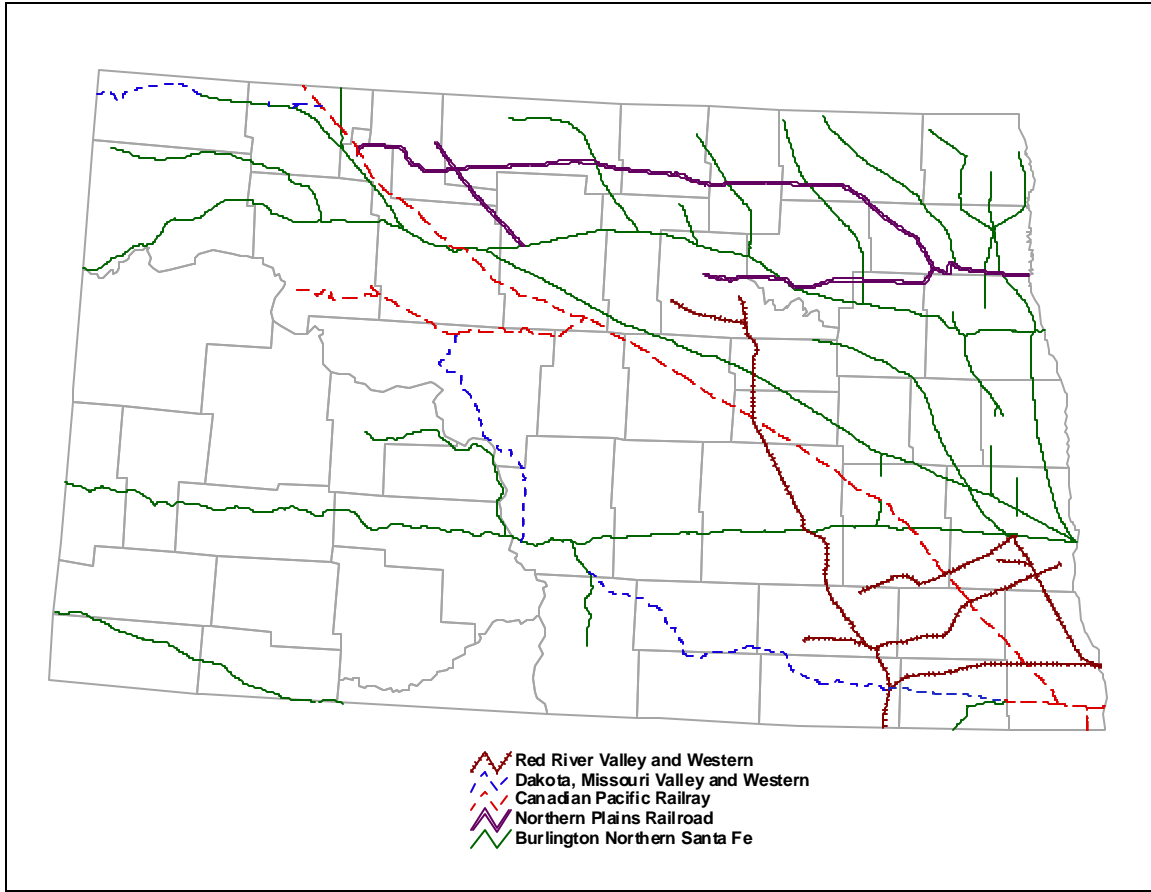 Red River Valley and Western
Dakota, Missouri Valley and Western
Canadian Pacific Railray
Northern Plains Railroad
Burlington Northern Santa Fe